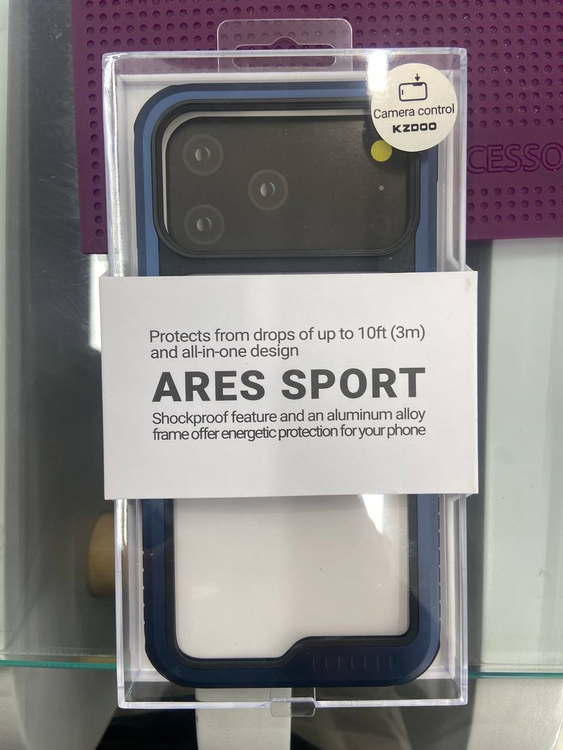 Camera control
KZDOO
CESSO
Protects from drops of up to 10ft (3m)
and all-in-one design
ARES SPORT
Shockproof feature and an aluminum alloy
frame offer energetic protection for your phone